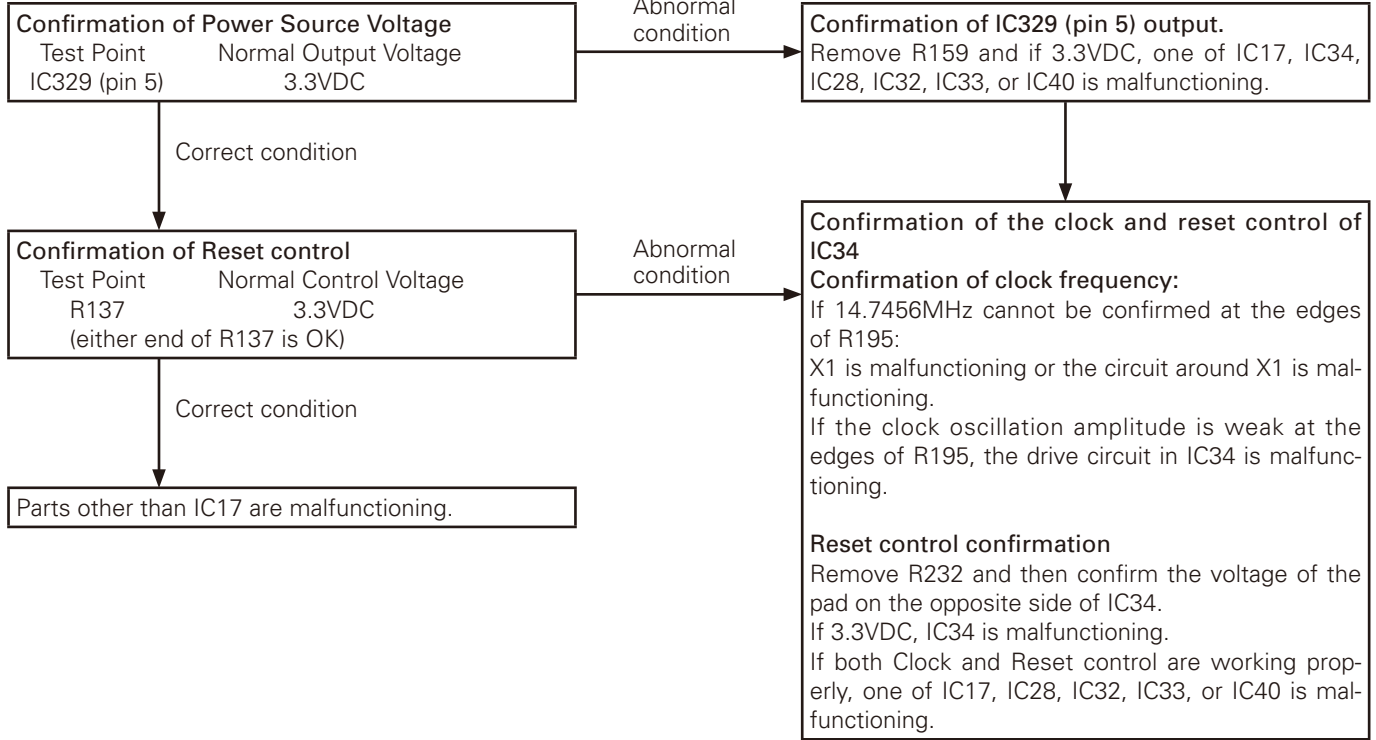 Confirmation of Power Source Voltage
Test Point Normal Output Voltage
IC329 (pin 5) 3.3VDC
Abnormal
condition
Confirmation of IC329 (pin 5) output.
Remove R159 and if 3.3VDC, one of IC17, IC34,
IC28, IC32, IC33, or IC40 is malfunctioning.
Correct condition
Confirmation of Reset control
Test Point Normal Control Voltage
R137 3.3VDC
(either end of R137 is OK)
Abnormal
condition
Confirmation of the clock and reset control of
IC34
Confirmation of clock frequency:
If 14.7456MHz cannot be confirmed at the edges
of R195:
X1 is malfunctioning or the circuit around X1 is mal-
functioning.
If the clock oscillation amplitude is weak at the
edges of R195, the drive circuit in IC34 is malfunc-
tioning.
Reset control confirmation
Remove R232 and then confirm the voltage of the
pad on the opposite side of IC34.
If 3.3VDC, IC34 is malfunctioning.
If both Clock and Reset control are working prop-
erly, one of IC17, IC28, IC32, IC33, or IC40 is mal-
functioning.
Correct condition
Parts other than IC17 are malfunctioning.